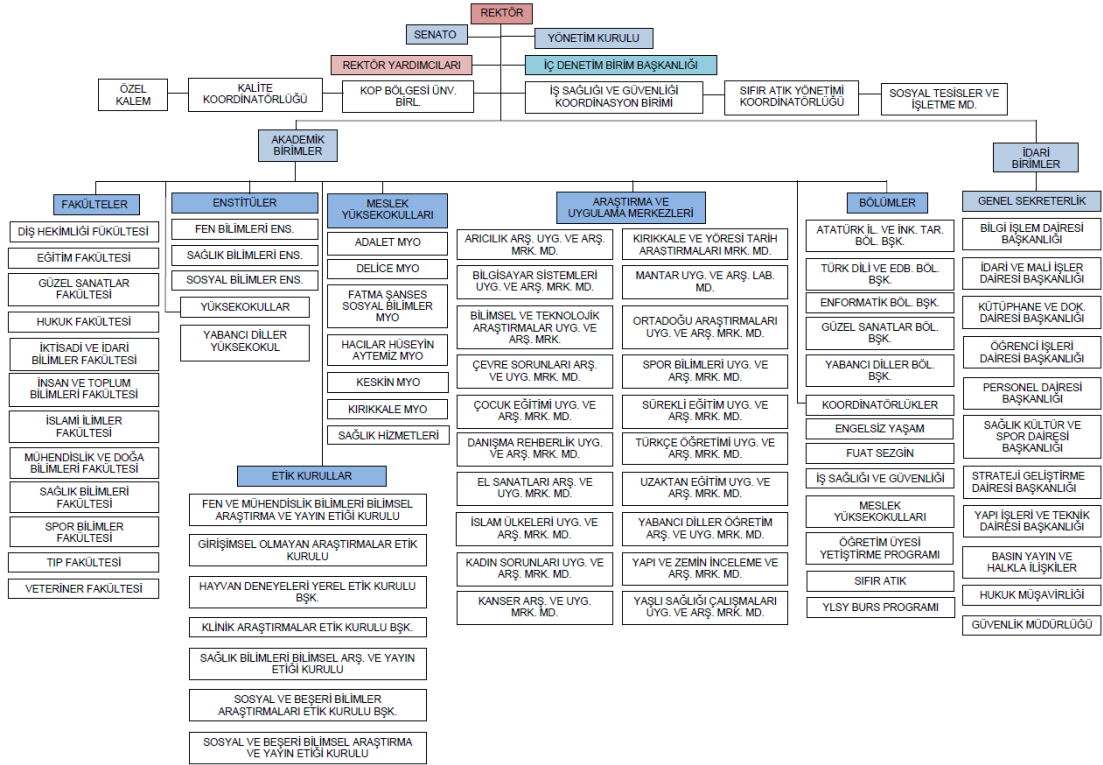 REKTÖR
SENATO
YÖNETİM KURULU
REKTÖR YARDIMCILARI
İÇ DENETİM BİRİM BAŞKANLIĞI
ÖZEL
KALEM
KALİTE
KOORDİNATÖRLÜĞÜ
KOP BÖLGESİ ÜNV.
BİRL.
İŞ SAĞLIĞI VE GÜVENLİĞİ
KOORDİNASYON BİRİMİ
SIFIR ATIK YÖNETİMİ
KOORDİNATÖRLÜĞÜ
SOSYAL TESİSLER VE
İŞLETME MD.
AKADEMİK
BİRİMLER
İDARİ
BİRİMLER
FAKÜLTELER
DİŞ HEKİMLİĞİ FÜKÜLTESİ
EĞİTİM FAKÜLTESİ
GÜZEL SANATLAR
FAKÜLTESİ
HUKUK FAKÜLTESİ
İKTİSADİ VE İDARİ
BİLİMLER FAKÜLTESİ
İNSAN VE TOPLUM
BİLİMLERİ FAKÜLTESİ
İSLAMİ İLİMLER
FAKÜLTESİ
MÜHENDİSLİK VE DOĞA
BİLİMLERİ FAKÜLTESİ
SAĞLIK BİLİMLERİ
FAKÜLTESİ
SPOR BİLİMLER
FAKÜLTESİ
TIP FAKÜLTESİ
VETERİNER FAKÜLTESİ
ENSTİTÜLER
FEN BİLİMLERİ ENS.
SAĞLIK BİLİMLERİ ENS.
SOSYAL BİLİMLER ENS.
YÜKSEKOKULLAR
YABANCI DİLLER
YÜKSEKOKUL
MESLEK
YÜKSEKOKULLARI
ADALET MYO
DELİCE MYO
FATMA ŞANSES
SOSYAL BİLİMLER
MYO
HACILAR HÜSEYİN
AYTEMİZ MYO
KESKİN MYO
KIRIKKALE MYO
SAĞLIK HİZMETLERİ
ETİK KURULLAR
FEN VE MÜHENDİSLİK BİLİMLERİ BİLİMSEL
ARAŞTIRMA VE YAYIN ETİĞİ KURULU
GİRİŞİMSEL OLMAYAN ARAŞTIRMALAR ETİK
KURULU
HAYVAN DENEYELERİ YEREL ETİK KURULU
BŞK.
KLİNİK ARAŞTIRMALAR ETİK KURULU BŞK.
SAĞLIK BİLİMLERİ BİLİMSEL ARŞ. VE YAYIN
ETİĞİ KURULU
SOSYAL VE BEŞERİ BİLİMLER
ARAŞTIRMALARI ETİK KURULU BŞK.
SOSYAL VE BEŞERİ BİLİMSEL ARAŞTIRMA
VE YAYIN ETİĞİ KURULU
ARAŞTIRMA VE
UYGULAMA MERKEZLERİ
ARICILIK ARŞ. UYG. VE ARŞ.
MRK. MD.
BİLGİSAYAR SİSTEMLERİ
UYG. VE ARŞ. MRK. MD.
BİLİMSEL VE TEKNOLOJİK
ARAŞTIRMALAR UYG. VE
ARŞ. MRK.
ÇEVRE SORUNLARI ARŞ.
VE UYG. MRK. MD.
ÇOCUK EĞİTİMİ UYG. VE
ARŞ. MRK. MD.
DANIŞMA REHBERLİK UYG.
VE ARŞ. MRK. MD.
EL SANATLARI ARŞ. VE
UYG. MRK. MD.
İSLAM ÜLKELERİ UYG. VE
ARŞ. MRK. MD.
KADIN SORUNLARI UYG. VE
ARŞ. MRK. MD.
KANSER ARŞ. VE UYG.
MRK. MD.
KIRIKKALE VE YÖRESİ TARİH
ARAŞTIRMALARI MRK. MD.
MANTAR UYG. VE ARŞ. LAB.
MD.
ORTADOĞU ARAŞTIRMALARI
UYG. VE ARŞ. MRK. MD.
SPOR BİLİMLERİ UYG. VE
ARŞ. MRK. MD.
SÜREKLİ EĞİTİM UYG. VE
ARŞ. MRK. MD.
TÜRKÇE ÖĞRETİMİ UYG. VE
ARŞ. MRK. MD.
UZAKTAN EĞİTİM UYG. VE
ARŞ. MRK. MD.
YABANCI DİLLER ÖĞRETİM
ARŞ. VE UYG. MRK. MD.
YAPI VE ZEMİN İNCELEME VE
ARŞ. MRK. MD.
YAŞLI SAĞLIĞI ÇALIŞMALARI
UYG. VE ARŞ. MRK. MD.
BÖLÜMLER
ATATÜRK İL. VE İNK. TAR.
BÖL. BŞK.
TÜRK DİLİ VE EDB. BÖL.
BŞK.
ENFORMATİK BÖL. BŞK.
GÜZEL SANATLAR BÖL.
BŞK.
YABANCI DİLLER BÖL.
BŞK.
KOORDİNATÖRLÜKLER
ENGELSİZ YAŞAM
FUAT SEZGİN
İŞ SAĞLIĞI VE GÜVENLİĞİ
MESLEK
YÜKSEKOKULLARI
ÖĞRETİM ÜYESİ
YETİŞTİRME PROGRAMI
SIFIR ATIK
YLSY BURS PROGRAMI
GENEL SEKRETERLİK
BİLGİ İŞLEM DAİRESİ
BAŞKANLIĞI
İDARİ VE MALİ İŞLER
DAİRESİ BAŞKANLIĞI
KÜTÜPHANE VE DOK.
DAİRESİ BAŞKANLIĞI
ÖĞRENCİ İŞLERİ
DAİRESİ BAŞKANLIĞI
PERSONEL DAİRESİ
BAŞKANLIĞI
SAĞLIK KÜLTÜR VE
SPOR DAİRESİ
BAŞKANLIĞI
STRATEJİ GELİŞTİRME
DAİRESİ BAŞKANLIĞI
YAPI İŞLERİ VE TEKNİK
DAİRESİ BAŞKANLIĞI
BASIN YAYIN VE
HALKLA İLİŞKİLER
HUKUK MÜŞAVİRLİĞİ
GÜVENLİK MÜDÜRLÜĞÜ